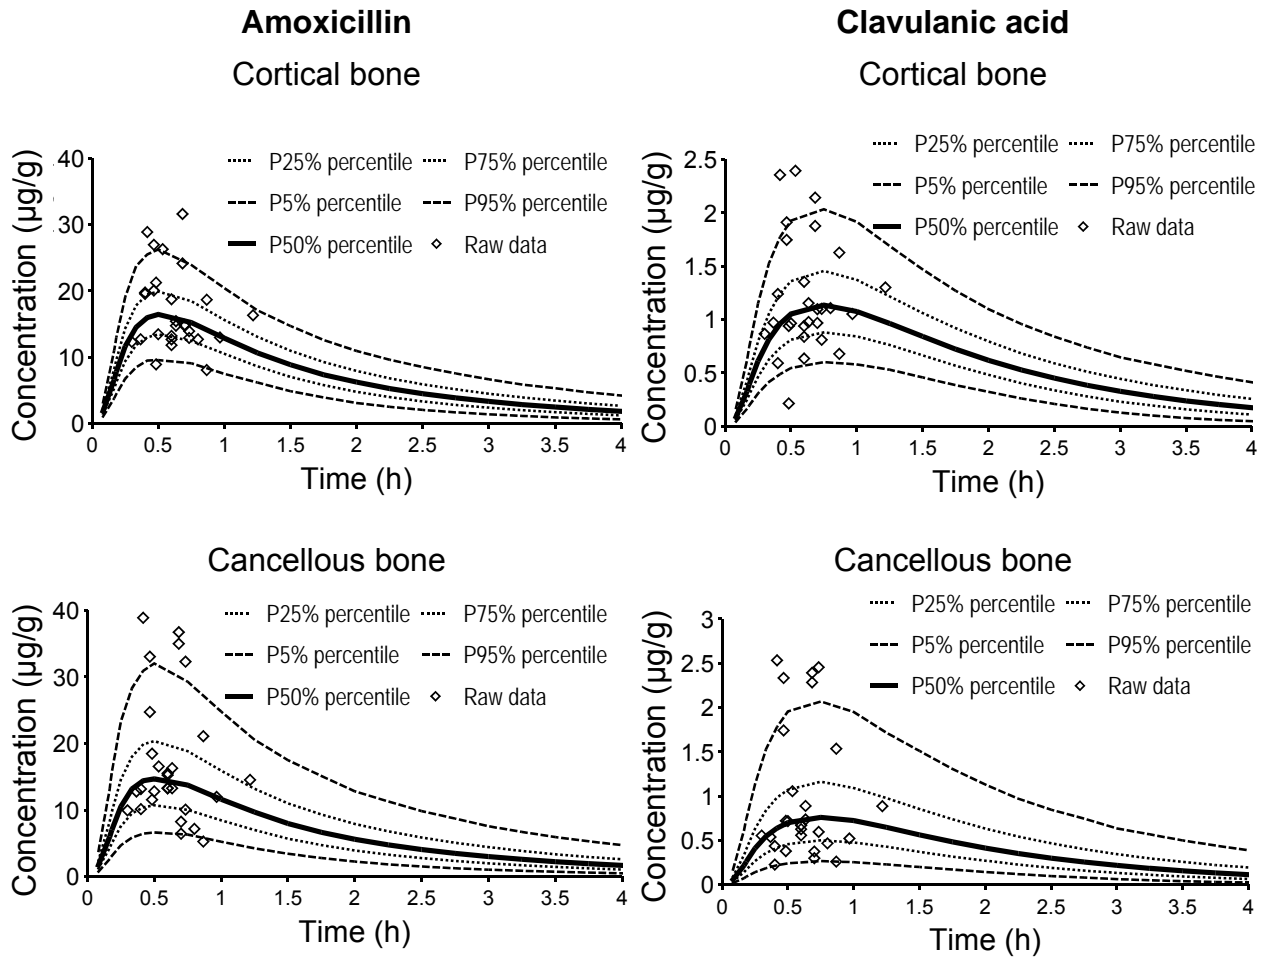 Amoxicillin
Cortical bone
P25% percentile
P75% percentile
P5% percentile
P95% percentile
P50% percentile
Raw data
Concentration (µg/g)
40
30
20
10
0
0 0.5 1 1.5 2 2.5 3 3.5 4
Time (h)
Clavulanic acid
Cortical bone
P25% percentile
P75% percentile
P5% percentile
P95% percentile
P50% percentile
Raw data
Concentration (µg/g)
2.5
2
1.5
1
0.5
0
0 0.5 1 1.5 2 2.5 3 3.5 4
Time (h)
Cancellous bone
P25% percentile
P75% percentile
P5% percentile
P95% percentile
P50% percentile
Raw data
Concentration (µg/g)
40
30
20
10
0
0 0.5 1 1.5 2 2.5 3 3.5 4
Time (h)
Cancellous bone
P25% percentile
P75% percentile
P5% percentile
P95% percentile
P50% percentile
Raw data
Concentration (µg/g)
3
2.5
2
1.5
1
0.5
0
0 0.5 1 1.5 2 2.5 3 3.5 4
Time (h)